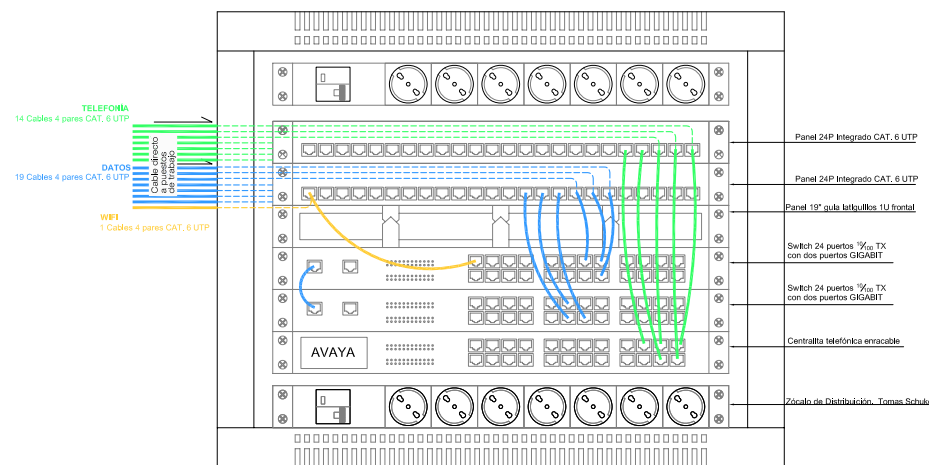 TELEFONÍA
14 Cables 4 pares CAT, 6 UTP
DATOS
19 Cables 4 pares CAT. 6 UTP
WIFI
1 Cables 4 pares CAT, 6 UTP
Cable directo
a puestos
de trabajo
AVAYA
Panel 24P Integrado CAT. 6 UTP
Panel 24P Integrado CAT. 6 UTP
Panel 19" guía latiguillos 1U frontal
Switch 24 puertos 10/100 TX
con dos puertos GIGABIT
Switch 24 puertos 10/100 TX
con dos puertos GIGABIT
Centralita telefónica enracable
Zócalo de Distribuición. Tomas Schuko